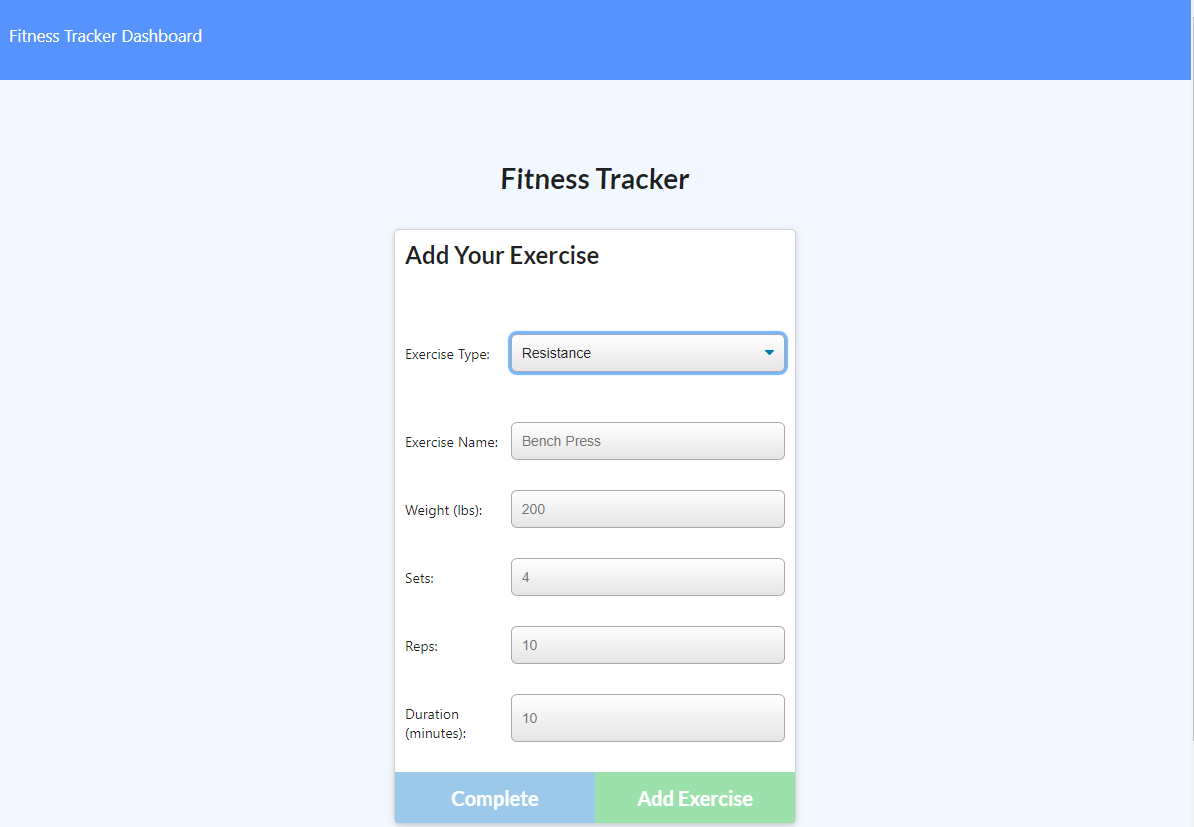 Fitness Tracker Dashboard
Fitness Tracker
Add Your Exercise
Exercise Type: Resistance
Exercise Name: Bench Press
Weight (lbs): 200
Sets: 4
Reps: 10
Duration
(minutes): 10
Complete Add Exercise